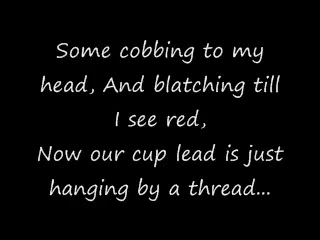 Some cobbing to my
head, And blatching till
I see red,
Now our cup lead is just
hanging by a thread...